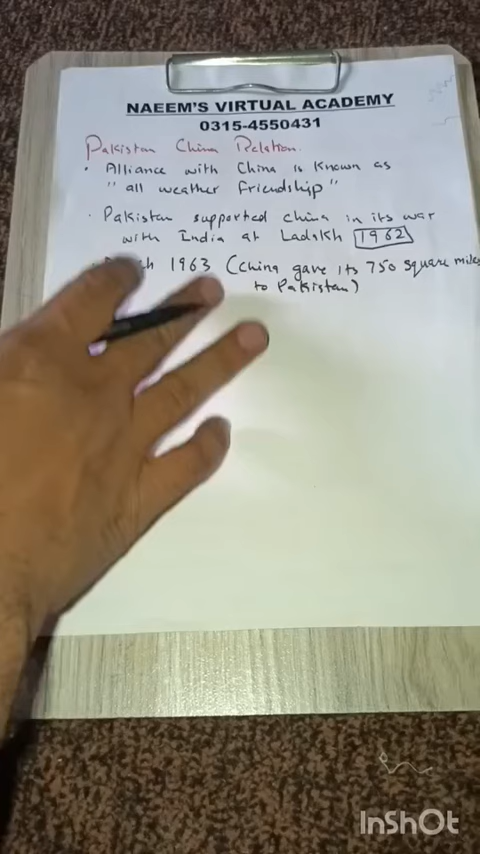 NAEEM'S VIRTUAL ACADEMY
0315-4550431
Pakistan China Relation.
• Alliance with China is known as
"all weather Friendship"
• Pakistan supported China in its war
with India at Ladakh 1962
1963 (China gave its 750 square miles
to Pakistan)
InShOt